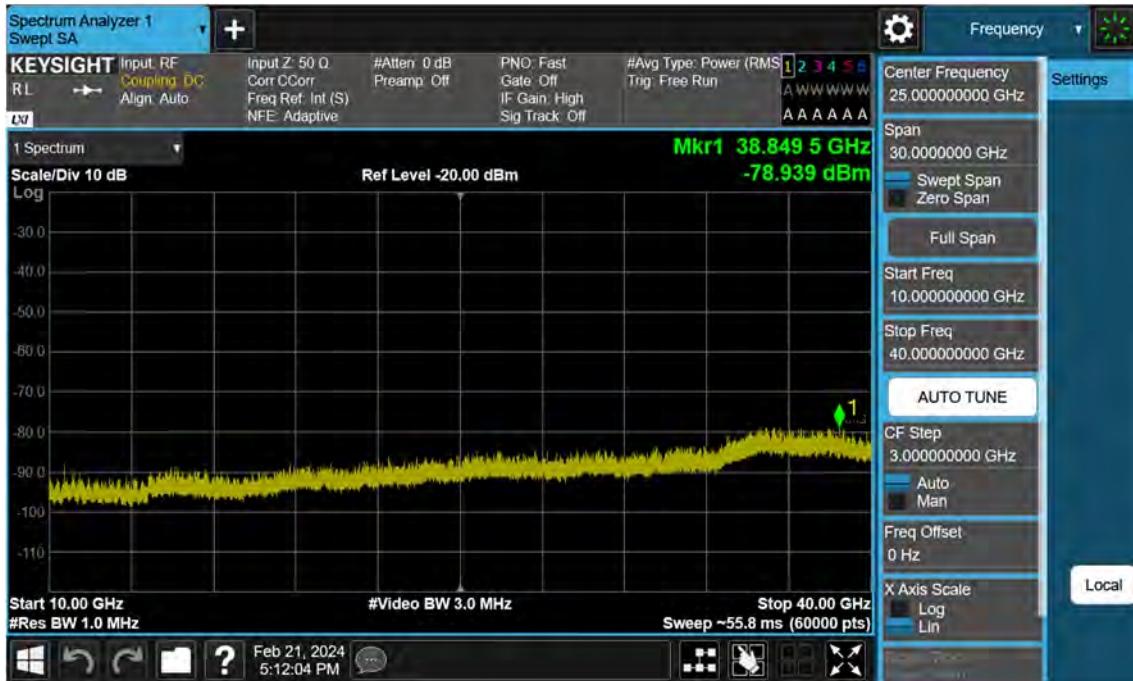 Spectrum Analyzer 1
Swept SA
Frequency
KEYSIGHT
RL
LXI
Input: RF
Coupling: DC
Align: Auto
Input Z: 50 Ω
Corr CCorr
Freq Ref: Int (S)
NFE: Adaptive
#Atten: 0 dB
Preamp: Off
PNO: Fast
Gate: Off
IF Gain: High
Sig Track: Off
#Avg Type: Power (RMS
Trig: Free Run
1 2 3 4 5 6
A W W W W W
A A A A A A
1 Spectrum
Scale/Div 10 dB
Ref Level -20.00 dBm
Mkr1 38.849 5 GHz
-78.939 dBm
Log
-30.0
-40.0
-50.0
-60.0
-70.0
-80.0
-90.0
-100
-110
1
Start 10.00 GHz
#Res BW 1.0 MHz
#Video BW 3.0 MHz
Stop 40.00 GHz
Sweep ~55.8 ms (60000 pts)
Center Frequency
25.000000000 GHz
Span
30.0000000 GHz
Swept Span
Zero Span
Full Span
Start Freq
10.000000000 GHz
Stop Freq
40.000000000 GHz
AUTO TUNE
CF Step
3.000000000 GHz
Auto
Man
Freq Offset
0 Hz
X Axis Scale
Log
Lin
Settings
Local
?
Feb 21, 2024
5:12:04 PM